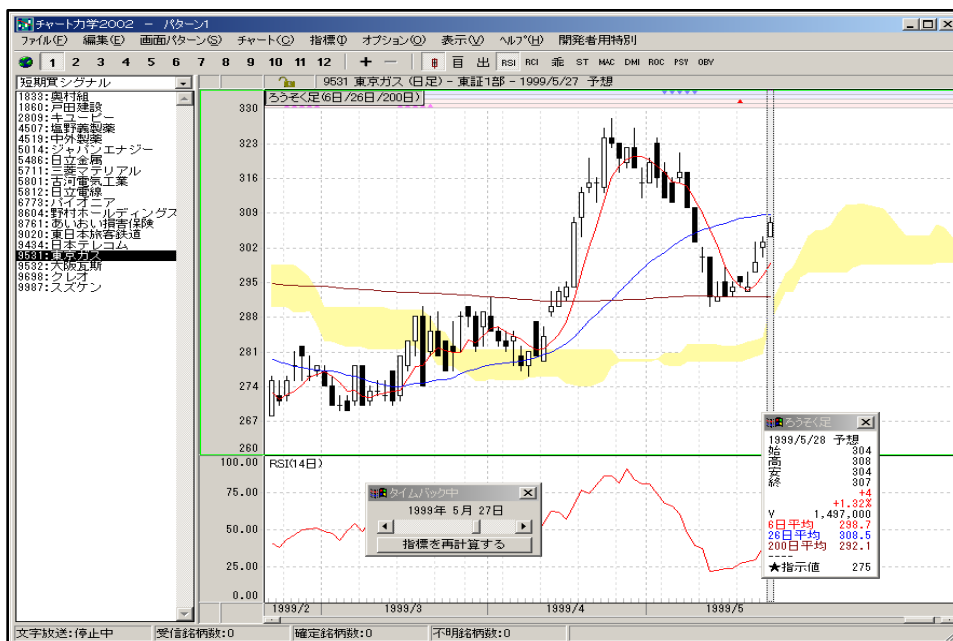 チャート力学2002 － パターン1
ファイル(F) 編集(E) 画面パターン(S) チャート(C) 指標(I) オプション(O) 表示(V) ヘルプ(H) 開発者用特別
1 2 3 4 5 6 7 8 9 10 11 12 + − 目 出 RSI RCI 乖 ST MAC DMI ROC PSY OBV
短期買シグナル
9531 東京ガス (日足) - 東証1部 - 1999/5/27 予想
1833:奥村組
1860:戸田建設
2809:キユーピー
4507:塩野義製薬
4519:中外製薬
5014:ジャパンエナジー
5486:日立金属
5711:三菱マテリアル
5801:古河電気工業
5812:日立電線
6773:パイオニア
8604:野村ホールディングス
8761:あいおい損害保険
9020:東日本旅客鉄道
9434:日本テレコム
9531:東京ガス
9532:大阪瓦斯
9698:クレオ
9987:スズケン
ろうそく足(6日/26日/200日)
330
323
316
309
302
295
288
281
274
267
260
RSI(14日)
100.00
75.00
50.00
25.00
0.00
1999/2 1999/3 1999/4 1999/5
タイムバック中
1999年 5月 27日
指標を再計算する
ろうそく足
1999/5/28 予想
始 304
高 308
安 304
終 307
+4
+1.32%
V 1,497,000
6日平均 298.7
26日平均 308.5
200日平均 292.1
----
★指示値 275
文字放送:停止中 受信銘柄数:0 確定銘柄数:0 不明銘柄数:0